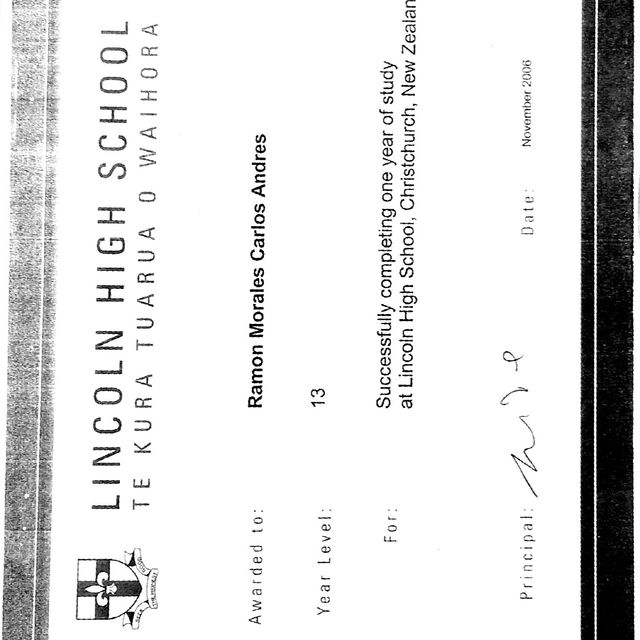 LINCOLN HIGH SCHOOL
TE KURA TUARUA O WAIHORA
Awarded to: Ramon Morales Carlos Andres
Year Level: 13
For: Successfully completing one year of study
at Lincoln High School, Christchurch, New Zealan
Principal: Date: November 2006